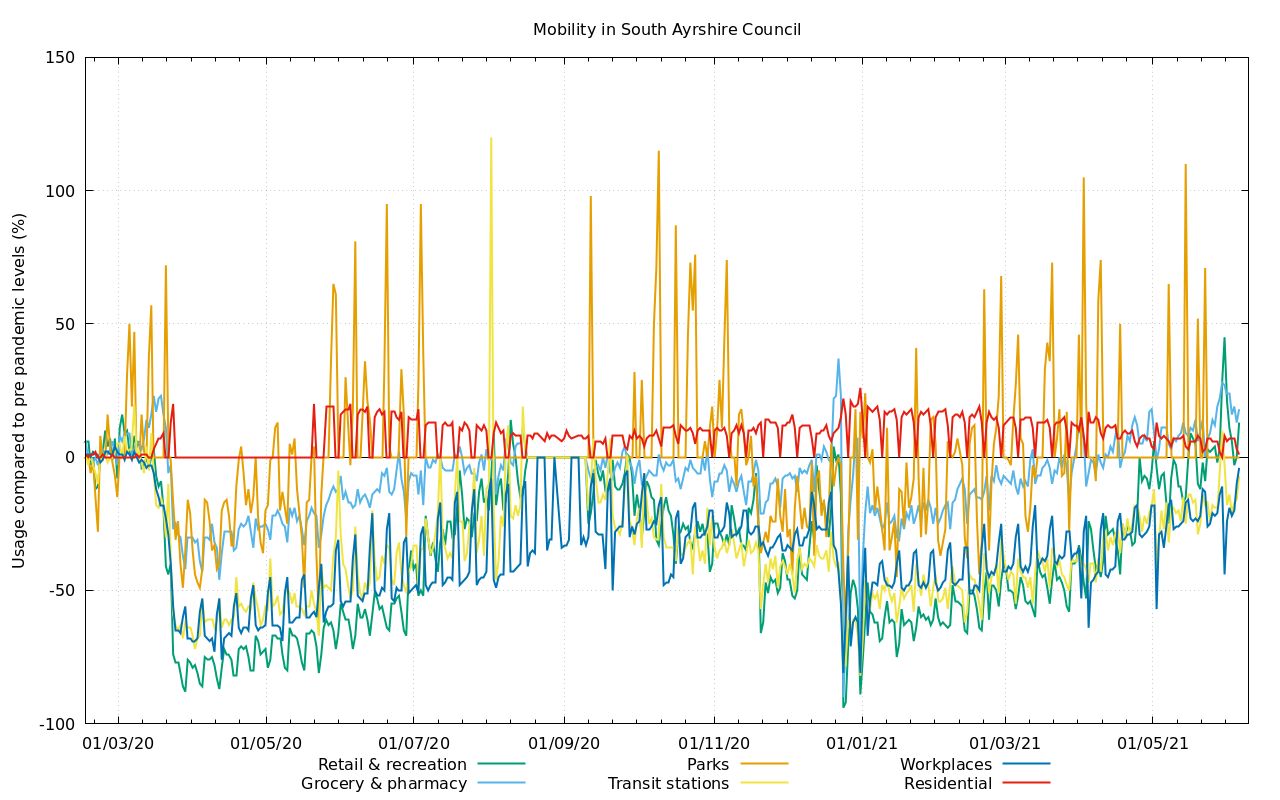 Mobility in South Ayrshire Council
Usage compared to pre pandemic levels (%)
150
100
50
0
-50
-100
01/03/20 01/05/20 01/07/20 01/09/20 01/11/20 01/01/21 01/03/21 01/05/21
Retail & recreation Parks Workplaces
Grocery & pharmacy Transit stations Residential